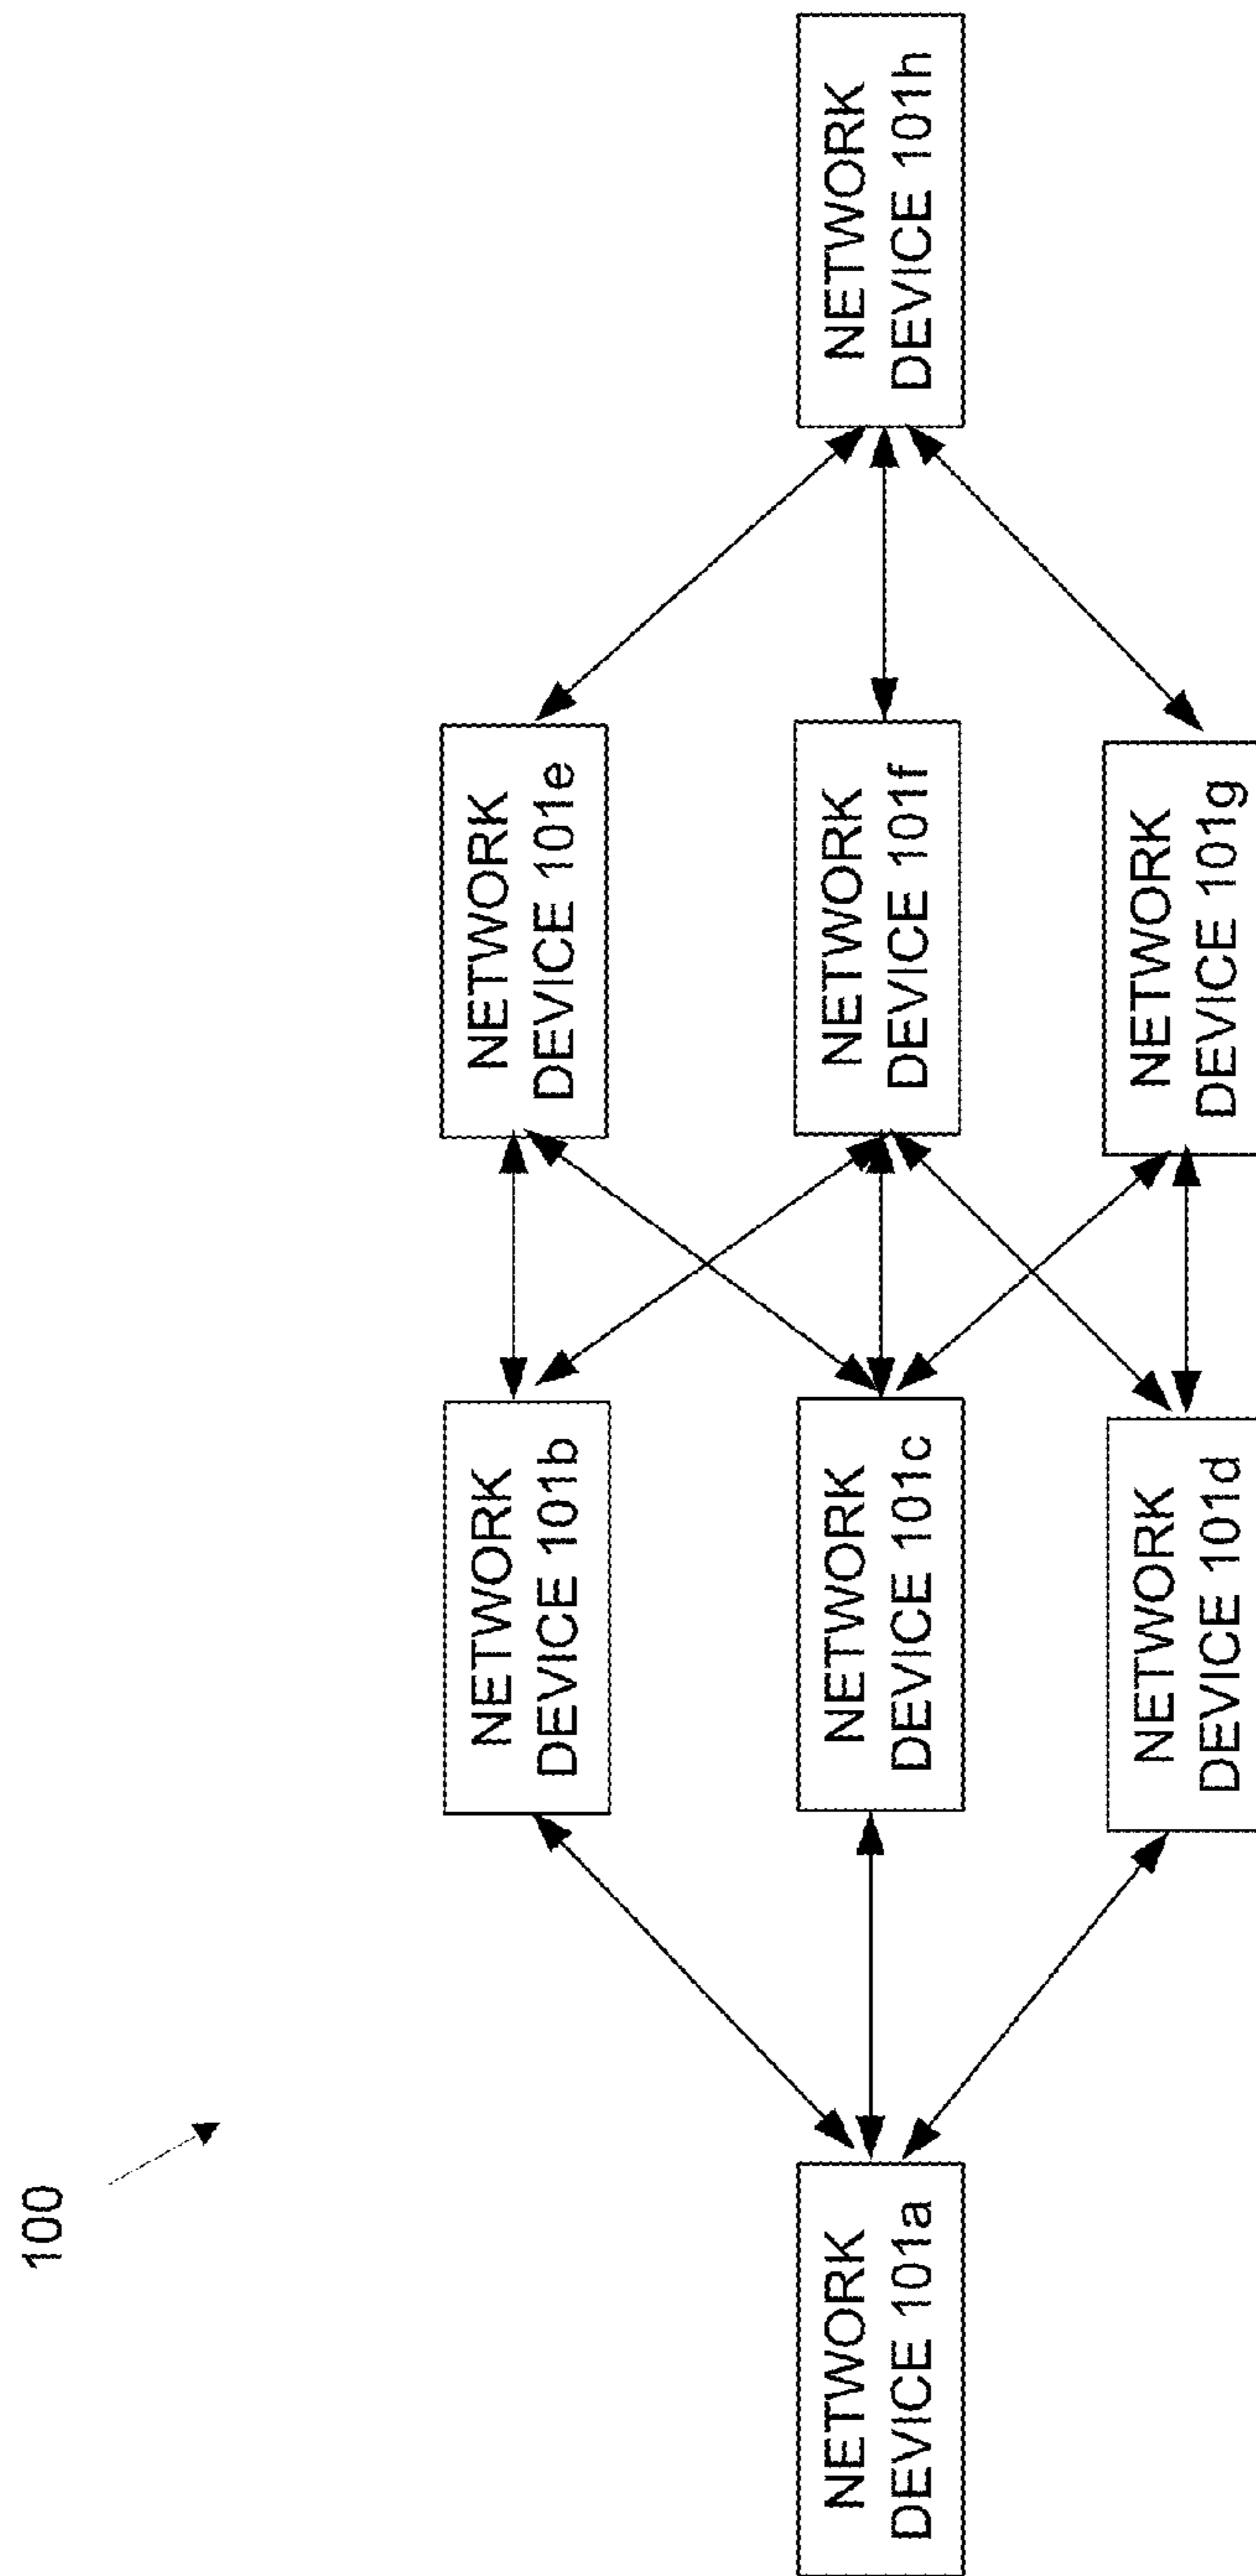 100
NETWORK
DEVICE 101a
NETWORK
DEVICE 101b
NETWORK
DEVICE 101c
NETWORK
DEVICE 101d
NETWORK
DEVICE 101e
NETWORK
DEVICE 101f
NETWORK
DEVICE 101g
NETWORK
DEVICE 101h